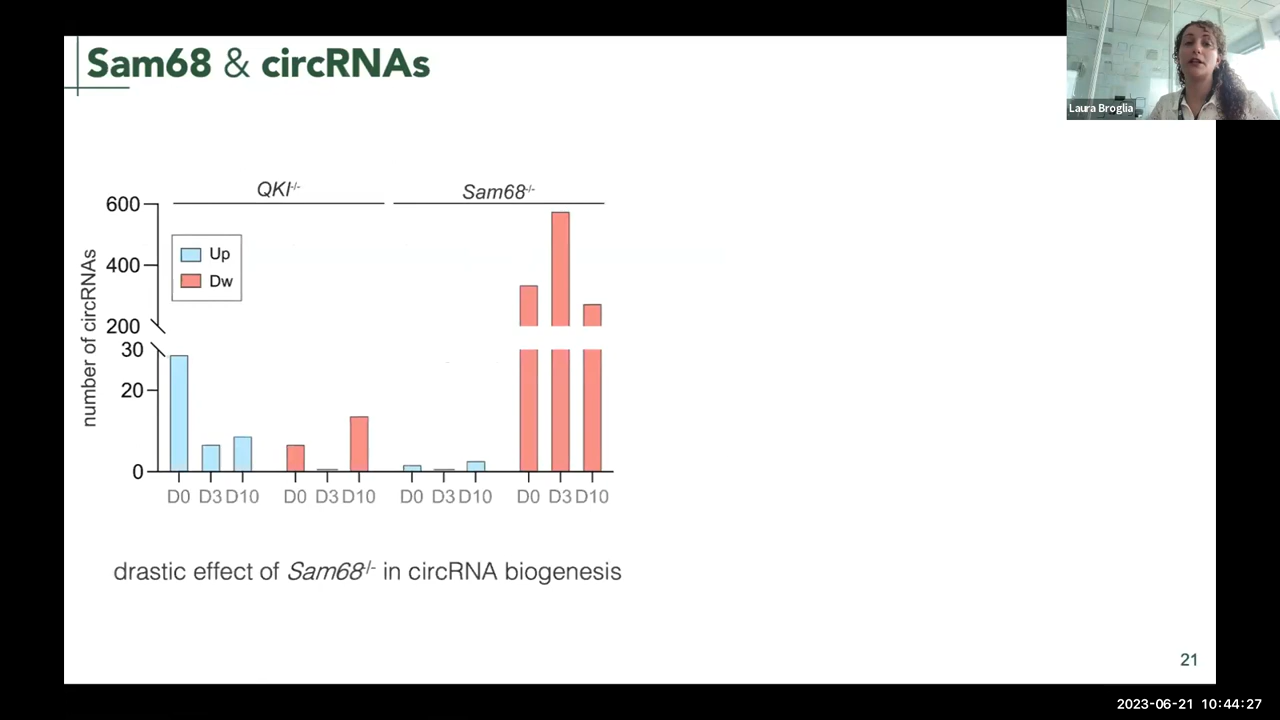 Sam68 & circRNAs
Laura Broglia
QKI-/-
Sam68-/-
600
400
200
30
20
0
number of circRNAs
Up
Dw
D0 D3 D10 D0 D3 D10 D0 D3 D10 D0 D3 D10
drastic effect of Sam68-/- in circRNA biogenesis
21
2023-06-21 10:44:27